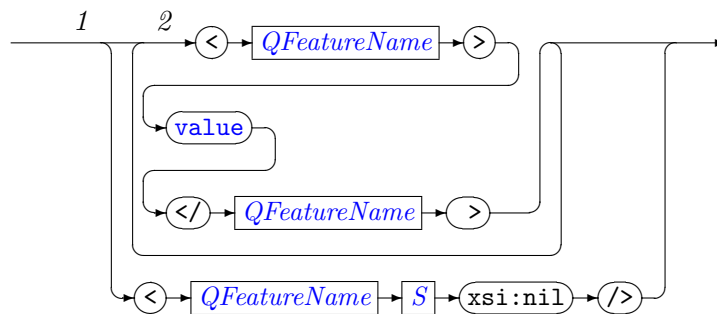 1 2 < QFeatureName >
value
</ QFeatureName >
< QFeatureName S xsi:nil />